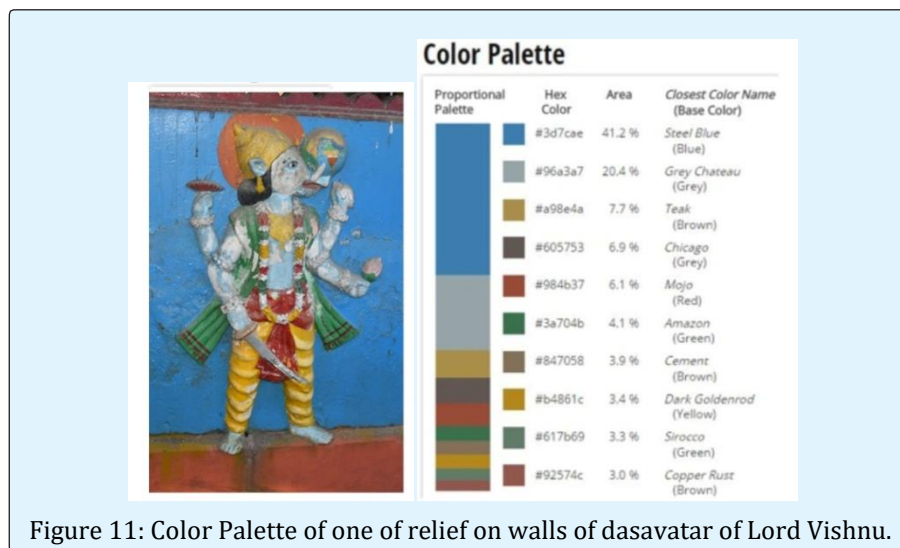 Color Palette
Proportional Palette Hex Color Area Closest Color Name (Base Color)
#3d7cae 41.2 % Steel Blue (Blue)
#96a3a7 20.4 % Grey Chateau (Grey)
#a98e4a 7.7 % Teak (Brown)
#605753 6.9 % Chicago (Grey)
#984b37 6.1 % Mojo (Red)
#3a704b 4.1 % Amazon (Green)
#847058 3.9 % Cement (Brown)
#b4861c 3.4 % Dark Goldenrod (Yellow)
#617b69 3.3 % Sirocco (Green)
#92574c 3.0 % Copper Rust (Brown)
Figure 11: Color Palette of one of relief on walls of dasavatar of Lord Vishnu.